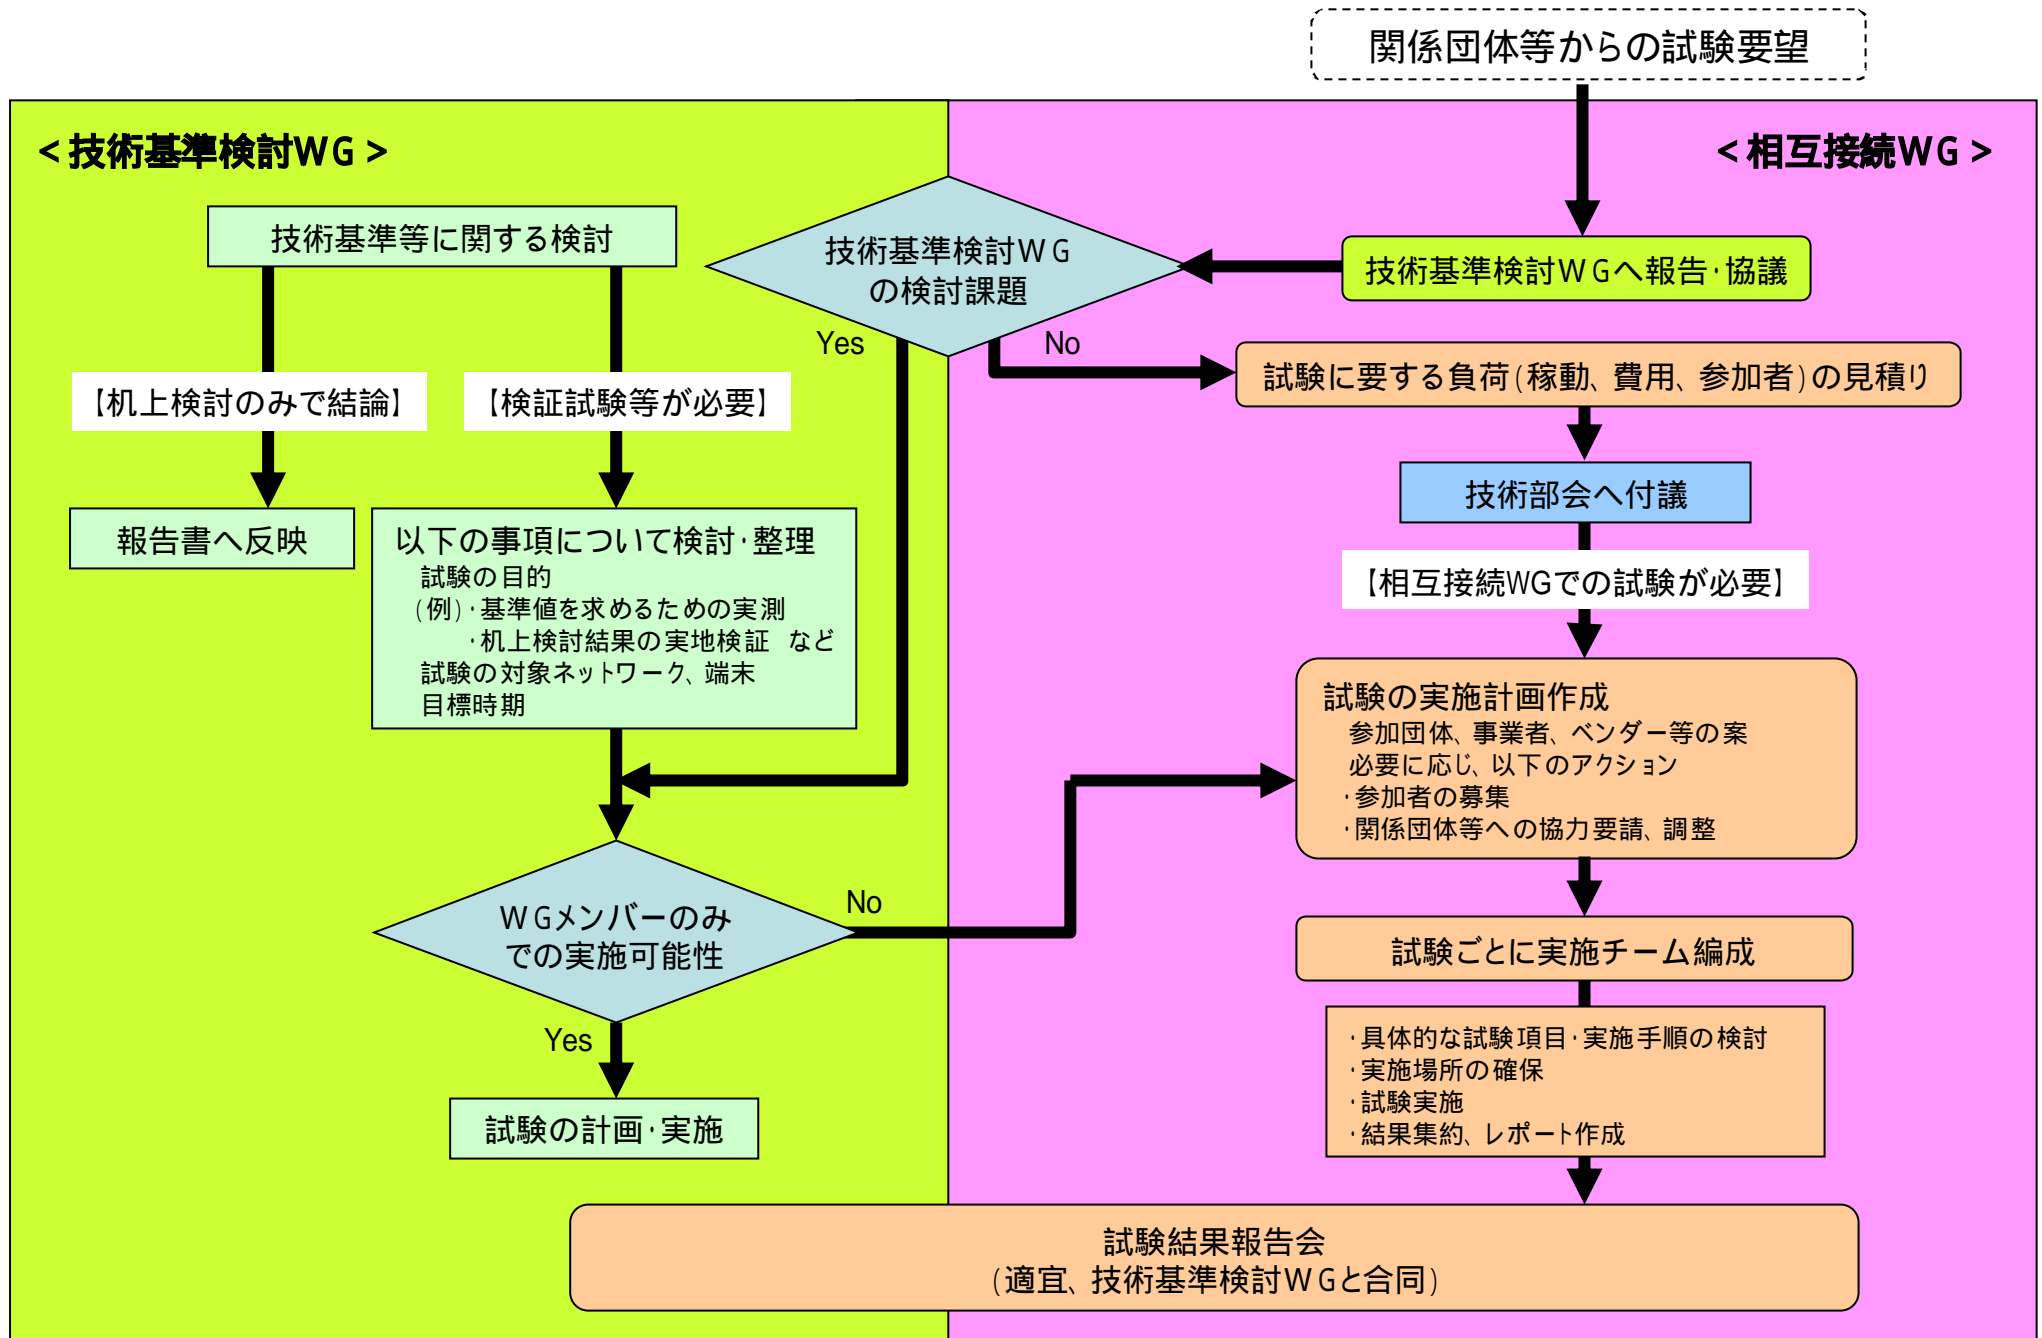 関係団体等からの試験要望
<技術基準検討WG>
<相互接続WG>
技術基準等に関する検討
技術基準検討WG
の検討課題
技術基準検討WGへ報告・協議
Yes
No
試験に要する負荷(稼動、費用、参加者)の見積り
【机上検討のみで結論】
【検証試験等が必要】
技術部会へ付議
報告書へ反映
以下の事項について検討・整理
試験の目的
(例)・基準値を求めるための実測
・机上検討結果の実地検証 など
試験の対象ネットワーク、端末
目標時期
【相互接続WGでの試験が必要】
試験の実施計画作成
参加団体、事業者、ベンダー等の案
必要に応じ、以下のアクション
・参加者の募集
・関係団体等への協力要請、調整
WGメンバーのみ
での実施可能性
No
Yes
試験ごとに実施チーム編成
・具体的な試験項目・実施手順の検討
・実施場所の確保
・試験実施
・結果集約、レポート作成
試験の計画・実施
試験結果報告会
(適宜、技術基準検討WGと合同)